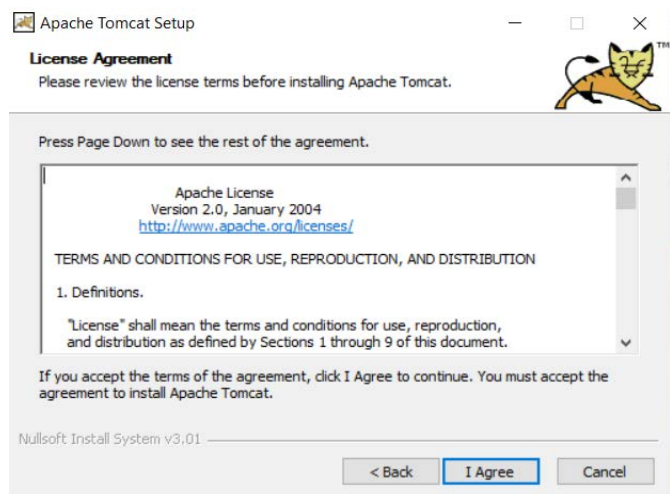 Apache Tomcat Setup
License Agreement
Please review the license terms before installing Apache Tomcat.
TM
Press Page Down to see the rest of the agreement.
Apache License
Version 2.0, January 2004
http://www.apache.org/licenses/
TERMS AND CONDITIONS FOR USE, REPRODUCTION, AND DISTRIBUTION
1. Definitions.
"License" shall mean the terms and conditions for use, reproduction,
and distribution as defined by Sections 1 through 9 of this document.
If you accept the terms of the agreement, click I Agree to continue. You must accept the
agreement to install Apache Tomcat.
Nullsoft Install System v3.01
< Back I Agree Cancel